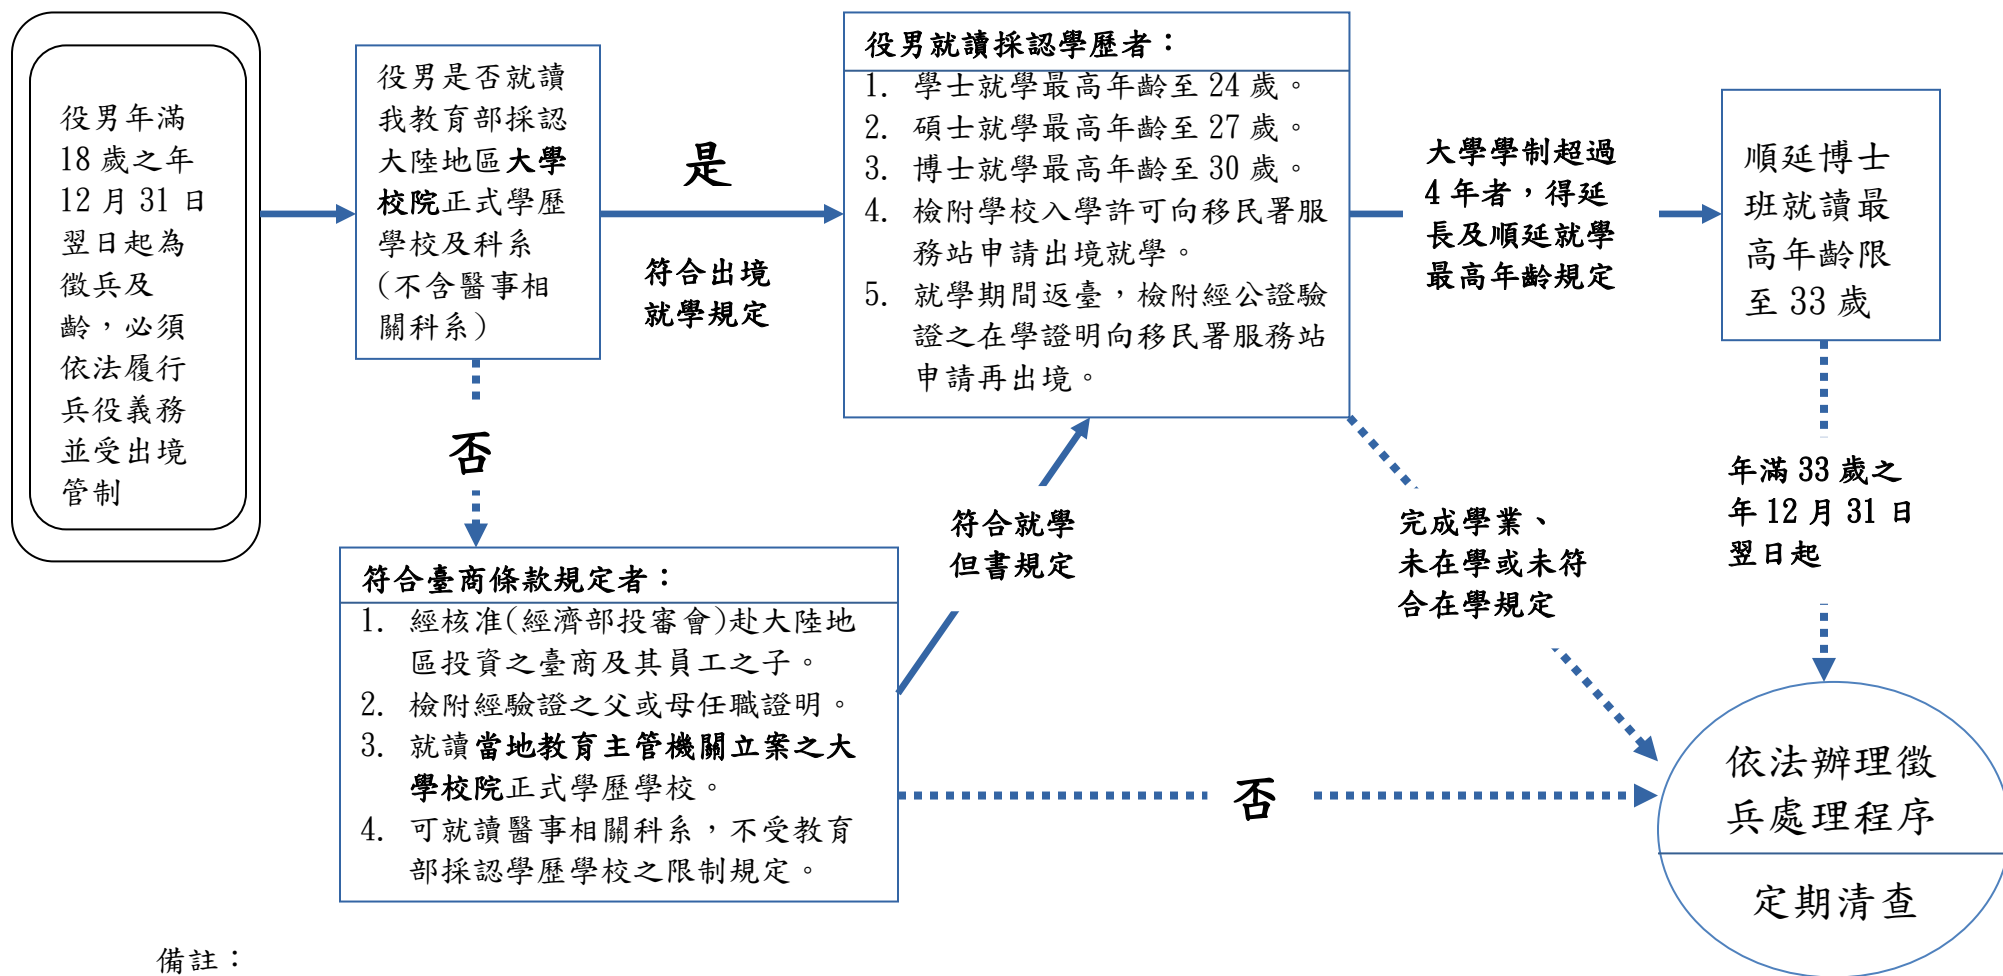 役男年滿
18 歲之年
12 月 31 日
翌日起為
徵兵及
齡，必須
依法履行
兵役義務
並受出境
管制
役男是否就讀
我教育部採認
大陸地區大學
校院正式學歷
學校及科系
(不含醫事相
關科系)
是
符合出境
就學規定
役男就讀採認學歷者：
1. 學士就學最高年齡至 24 歲。
2. 碩士就學最高年齡至 27 歲。
3. 博士就學最高年齡至 30 歲。
4. 檢附學校入學許可向移民署服
務站申請出境就學。
5. 就學期間返臺，檢附經公證驗
證之在學證明向移民署服務站
申請再出境。
大學學制超過
4 年者，得延
長及順延就學
最高年齡規定
順延博士
班就讀最
高年齡限
至 33 歲
否
符合臺商條款規定者：
1. 經核准(經濟部投審會)赴大陸地
區投資之臺商及其員工之子。
2. 檢附經驗證之父或母任職證明。
3. 就讀當地教育主管機關立案之大
學校院正式學歷學校。
4. 可就讀醫事相關科系，不受教育
部採認學歷學校之限制規定。
符合就學
但書規定
完成學業、
未在學或未符
合在學規定
年滿 33 歲之
年 12 月 31 日
翌日起
否
依法辦理徵
兵處理程序
定期清查
備註：